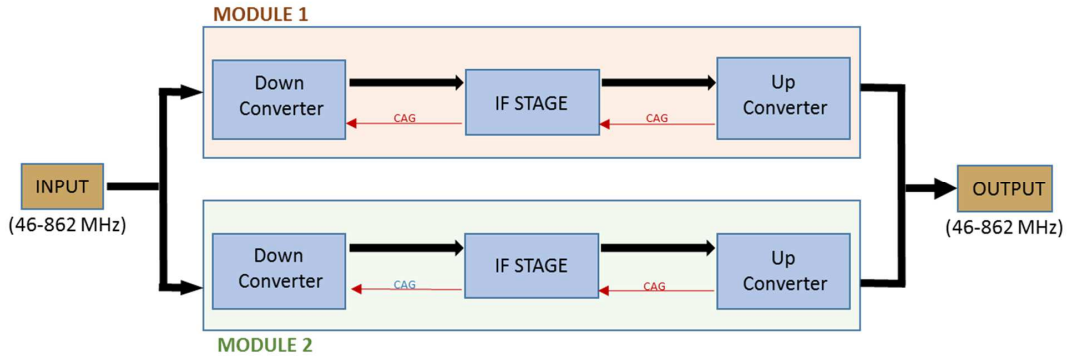 MODULE 1
Down
Converter
CAG
IF STAGE
CAG
Up
Converter
INPUT
(46-862 MHz)
OUTPUT
(46-862 MHz)
Down
Converter
CAG
IF STAGE
CAG
Up
Converter
MODULE 2